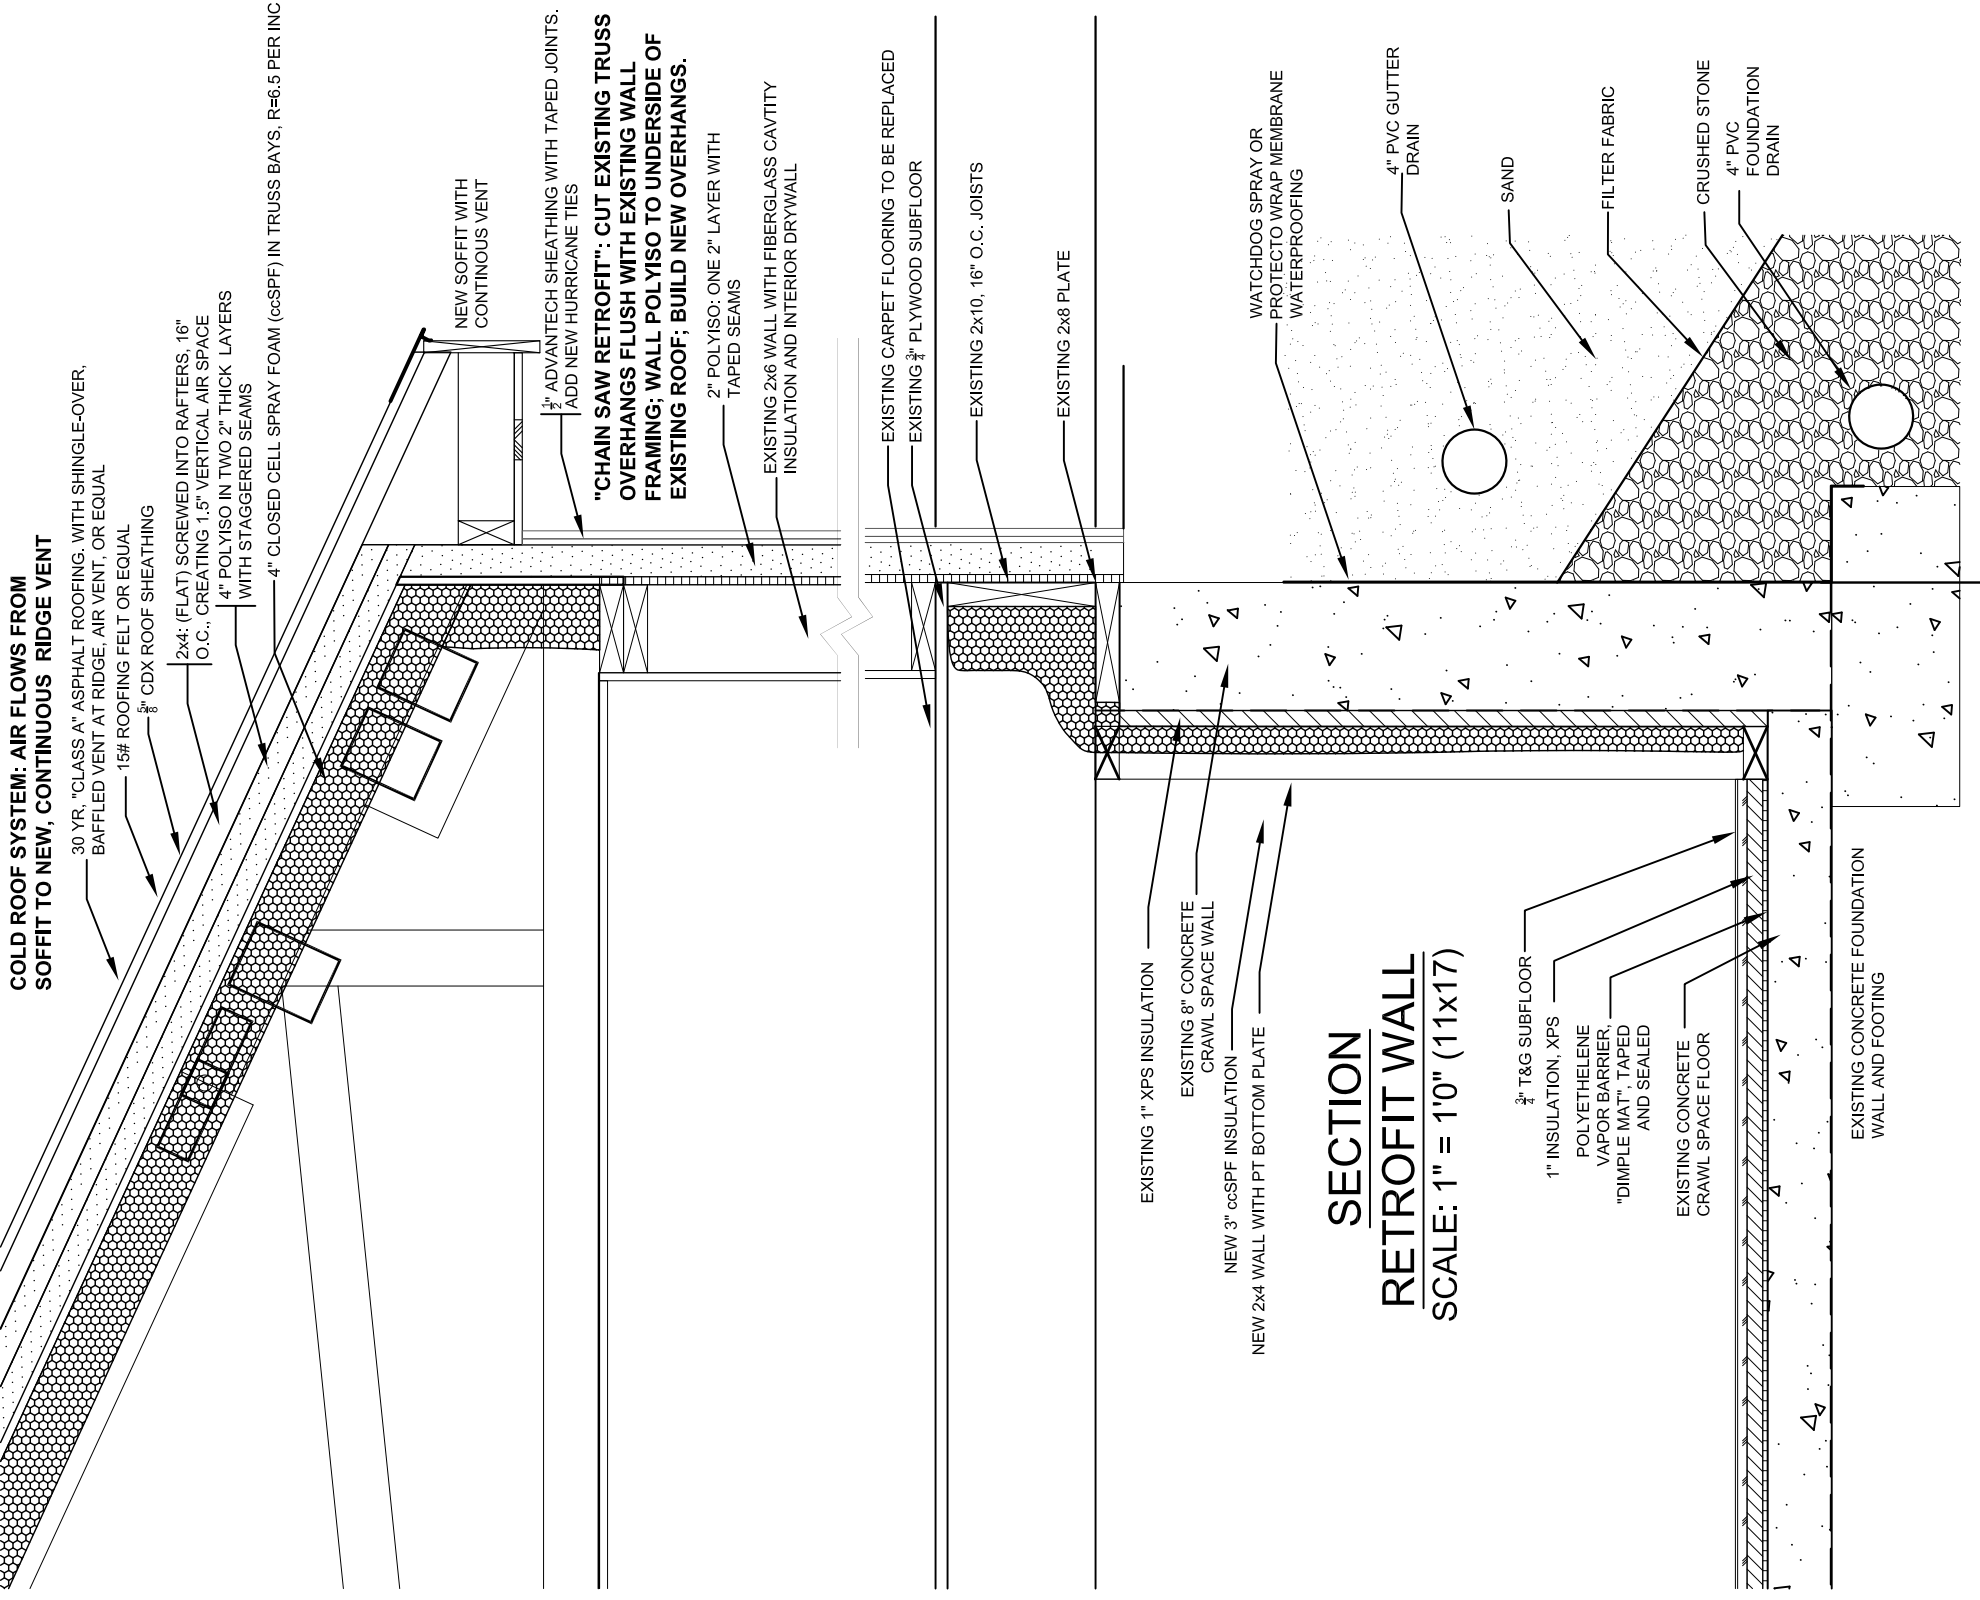 COLD ROOF SYSTEM: AIR FLOWS FROM
SOFFIT TO NEW, CONTINUOUS RIDGE VENT
30 YR, "CLASS A" ASPHALT ROOFING. WITH SHINGLE-OVER,
BAFFLED VENT AT RIDGE, AIR VENT, OR EQUAL
15# ROOFING FELT OR EQUAL
5/8" CDX ROOF SHEATHING
2x4: (FLAT) SCREWED INTO RAFTERS, 16"
O.C., CREATING 1.5" VERTICAL AIR SPACE
4" POLYISO IN TWO 2" THICK LAYERS
WITH STAGGERED SEAMS
4" CLOSED CELL SPRAY FOAM (ccSPF) IN TRUSS BAYS, R=6.5 PER INC
NEW SOFFIT WITH
CONTINOUS VENT
1/2" ADVANTECH SHEATHING WITH TAPED JOINTS.
ADD NEW HURRICANE TIES
"CHAIN SAW RETROFIT": CUT EXISTING TRUSS
OVERHANGS FLUSH WITH EXISTING WALL
FRAMING; WALL POLYISO TO UNDERSIDE OF
EXISTING ROOF; BUILD NEW OVERHANGS.
2" POLYISO: ONE 2" LAYER WITH
TAPED SEAMS
EXISTING 2x6 WALL WITH FIBERGLASS CAVTITY
INSULATION AND INTERIOR DRYWALL
EXISTING CARPET FLOORING TO BE REPLACED
EXISTING 3/4" PLYWOOD SUBFLOOR
EXISTING 2x10, 16" O.C. JOISTS
EXISTING 2x8 PLATE
WATCHDOG SPRAY OR
PROTECTO WRAP MEMBRANE
WATERPROOFING
4" PVC GUTTER
DRAIN
SAND
FILTER FABRIC
CRUSHED STONE
4" PVC
FOUNDATION
DRAIN
EXISTING 1" XPS INSULATION
EXISTING 8" CONCRETE
CRAWL SPACE WALL
NEW 3" ccSPF INSULATION
NEW 2x4 WALL WITH PT BOTTOM PLATE
SECTION
RETROFIT WALL
SCALE: 1" = 1'0" (11x17)
3/4" T&G SUBFLOOR
1" INSULATION, XPS
POLYETHELENE
VAPOR BARRIER,
"DIMPLE MAT", TAPED
AND SEALED
EXISTING CONCRETE
CRAWL SPACE FLOOR
EXISTING CONCRETE FOUNDATION
WALL AND FOOTING